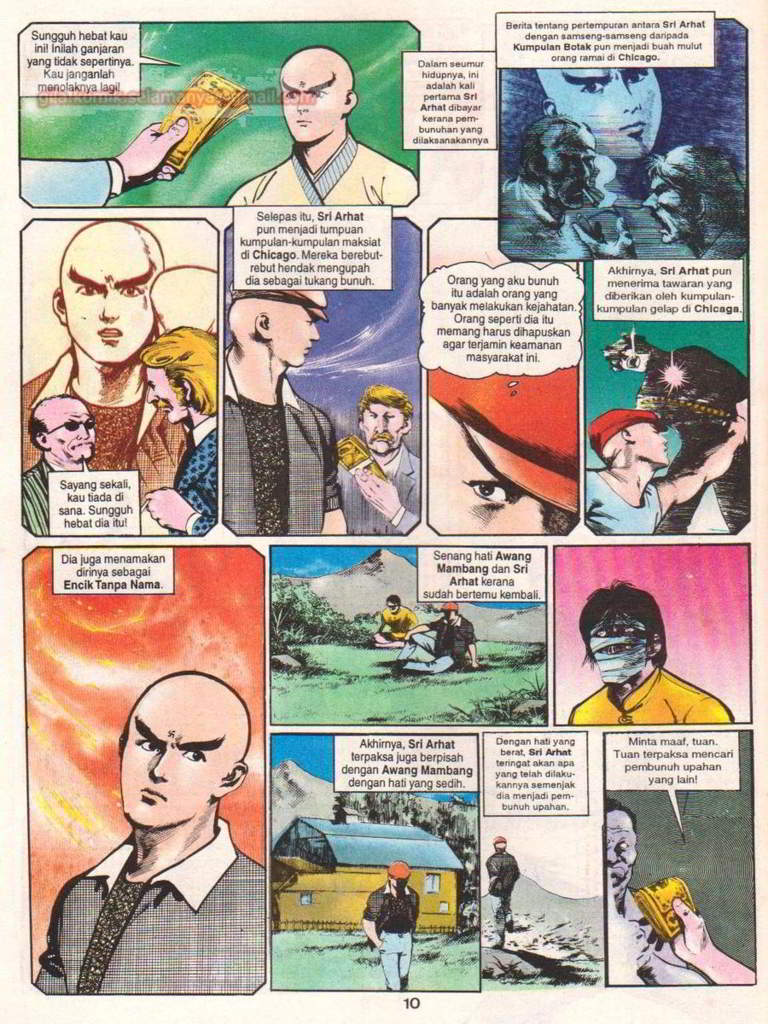 Sungguh hebat kau
ini! Inilah ganjaran
yang tidak sepertinya.
Kau janganlah
menolaknya lagi!
Dalam seumur
hidupnya, ini
adalah kali
pertama Sri
Arhat dibayar
kerana pem-
bunuhan yang
dilaksanakannya
Berita tentang pertempuran antara Sri Arhat
dengan samseng-samseng daripada
Kumpulan Botak pun menjadi buah mulut
orang ramai di Chicago.
Sayang sekali,
kau tiada di
sana. Sungguh
hebat dia itu!
Selepas itu, Sri Arhat
pun menjadi tumpuan
kumpulan-kumpulan maksiat
di Chicago. Mereka berebut-
rebut hendak mengupah
dia sebagai tukang bunuh.
Orang yang aku bunuh
itu adalah orang yang
banyak melakukan kejahatan.
Orang seperti dia itu
memang harus dihapuskan
agar terjamin keamanan
masyarakat ini.
Akhirnya, Sri Arhat pun
menerima tawaran yang
diberikan oleh kumpulan-
kumpulan gelap di Chicaga.
Dia juga menamakan
dirinya sebagai
Encik Tanpa Nama.
Senang hati Awang
Mambang dan Sri
Arhat kerana
sudah bertemu kembali.
Akhirnya, Sri Arhat
terpaksa juga berpisah
dengan Awang Mambang
dengan hati yang sedih.
Dengan hati yang
berat, Sri Arhat
teringat akan apa
yang telah dilaku-
kannya semenjak
dia menjadi pem-
bunuh upahan.
Minta maaf, tuan.
Tuan terpaksa mencari
pembunuh upahan
yang lain!
10